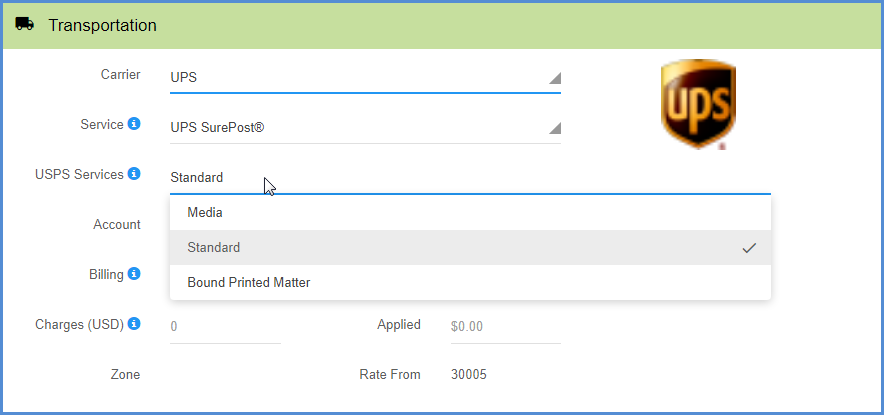 Transportation
Carrier UPS
ups
Service UPS SurePost®
USPS Services Standard
Media
Account
Standard
Billing Bound Printed Matter
Charges (USD) 0 Applied $0.00
Zone Rate From 30005